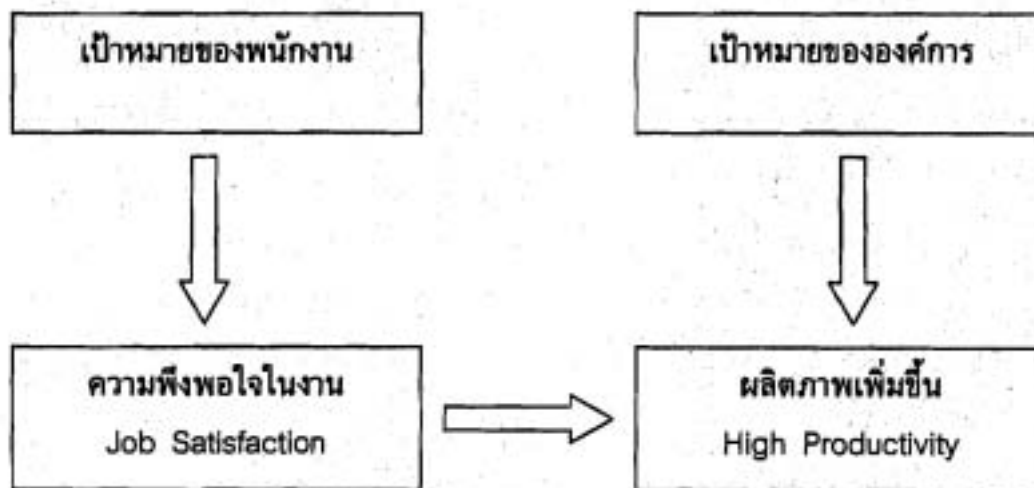 เป้าหมายของพนักงาน
เป้าหมายขององค์การ
ความพึงพอใจในงาน
Job Satisfaction
ผลิตภาพเพิ่มขึ้น
High Productivity